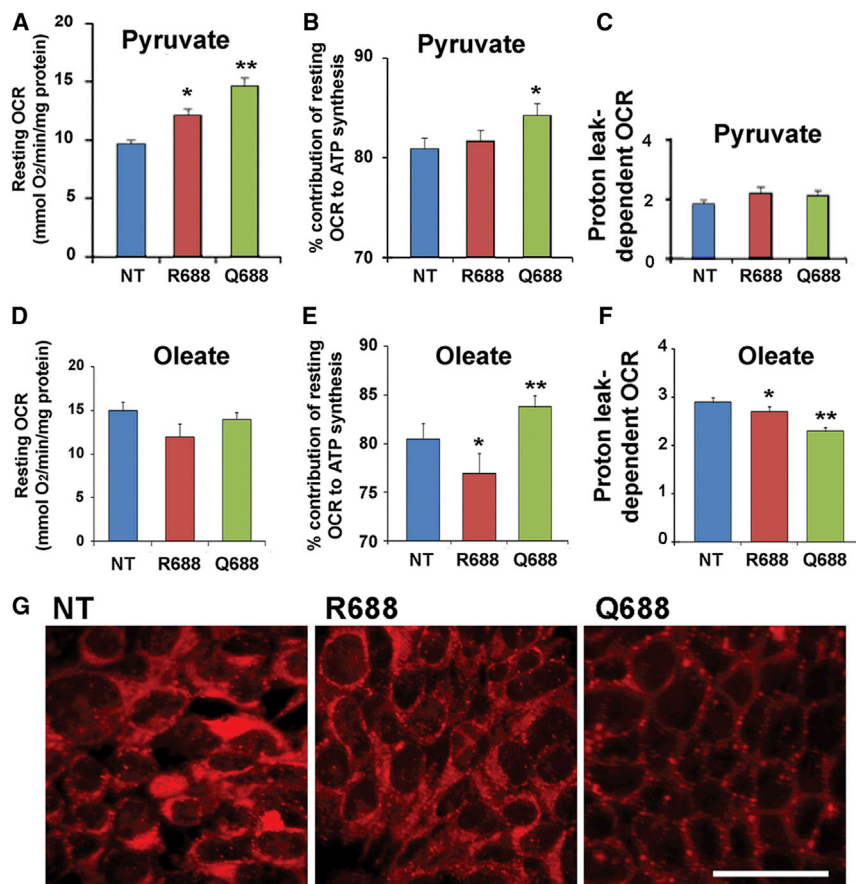 A
Pyruvate
Resting OCR
(mmol O2/min/mg protein)
20
15
10
5
0
*
**
NT R688 Q688
B
Pyruvate
% contribution of resting
OCR to ATP synthesis
90
80
70
*
NT R688 Q688
C
Pyruvate
Proton leak-
dependent OCR
4
2
0
NT R688 Q688
D
Oleate
Resting OCR
(mmol O2/min/mg protein)
20
15
10
5
0
NT R688 Q688
E
Oleate
% contribution of resting
OCR to ATP synthesis
90
85
80
75
70
*
**
NT R688 Q688
F
Oleate
Proton leak-
dependent OCR
4
3
2
1
0
*
**
NT R688 Q688
G
NT R688 Q688